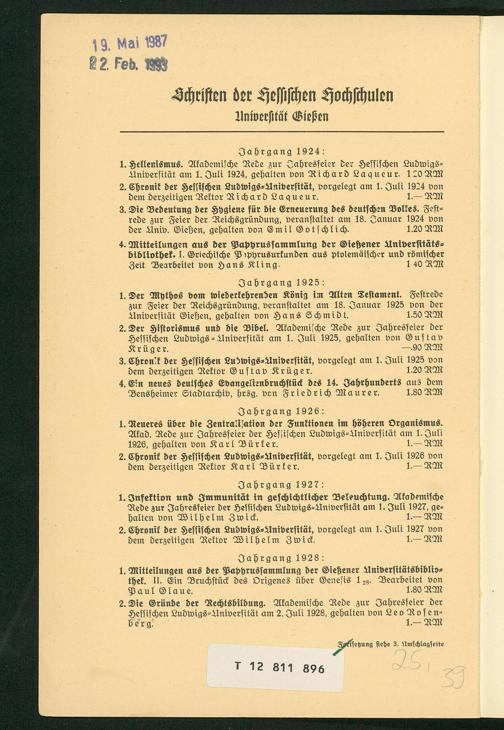 19. Mai 1987
22. Feb. 1993
Schriften der Hessischen Hochschulen
Universität Gießen
Jahrgang 1924:
1. Hellenismus. Akademische Rede zur Jahresfeier der Hessischen Ludwigs-
Universität am 1. Juli 1924, gehalten von Richard Laqueur. 1 20 RM
2. Chronik der Hessischen Ludwigs-Universität, vorgelegt am 1. Juli 1924 von
dem derzeitigen Rektor Richard Laqueur. 1.— RM
3. Die Bedeutung der Hygiene für die Erneuerung des deutschen Volkes. Fest-
rede zur Feier der Reichsgründung, veranstaltet am 18. Januar 1924 von
der Univ. Gießen, gehalten von Emil Gotschlich. 1.20 RM
4. Mitteilungen aus der Papyrussammlung der Gießener Universitäts-
bibliothek. I. Griechische Papyrusurkunden aus ptolemäischer und römischer
Zeit. Bearbeitet von Hans Kling. 1 40 RM
Jahrgang 1925:
1. Der Mythos vom wiederkehrenden König im Alten Testament. Festrede
zur Feier der Reichsgründung, veranstaltet am 18. Januar 1925 von der
Universität Gießen, gehalten von Hans Schmidt. 1.50 RM
2. Der Historismus und die Bibel. Akademische Rede zur Jahresfeier der
Hessischen Ludwigs-Universität am 1. Juli 1925, gehalten von Gustav
Krüger. —.90 RM
3. Chronik der Hessischen Ludwigs-Universität, vorgelegt am 1. Juli 1925 von
dem derzeitigen Rektor Gustav Krüger. 1.20 RM
4. Ein neues deutsches Evangelienbruchstück des 14. Jahrhunderts aus dem
Bensheimer Stadtarchiv, hrsg. von Friedrich Maurer. 1.80 RM
Jahrgang 1926:
1. Neueres über die Zentralisation der Funktionen im höheren Organismus.
Akad. Rede zur Jahresfeier der Hessischen Ludwigs-Universität am 1. Juli
1926, gehalten von Karl Bürker. 1.— RM
2. Chronik der Hessischen Ludwigs-Universität, vorgelegt am 1. Juli 1926 von
dem derzeitigen Rektor Karl Bürker. 1.— RM
Jahrgang 1927:
1. Infektion und Immunität in geschichtlicher Beleuchtung. Akademische
Rede zur Jahresfeier der Hessischen Ludwigs-Universität am 1. Juli 1927, ge-
halten von Wilhelm Zwick. 1.— RM
2. Chronik der Hessischen Ludwigs-Universität, vorgelegt am 1. Juli 1927 von
dem derzeitigen Rektor Wilhelm Zwick. 1.— RM
Jahrgang 1928:
1. Mitteilungen aus der Papyrussammlung der Gießener Universitätsbiblio-
thek. II. Ein Bruchstück des Origenes über Genesis 1 28. Bearbeitet von
Paul Glaue. 1.80 RM
2. Die Gründe der Rechtsbildung. Akademische Rede zur Jahresfeier der
Hessischen Ludwigs-Universität am 2. Juli 1928, gehalten von Leo Rosen-
berg. 1.— RM
Fortsetzung siehe 3. Umschlagseite
T 12 811 896
25,
39